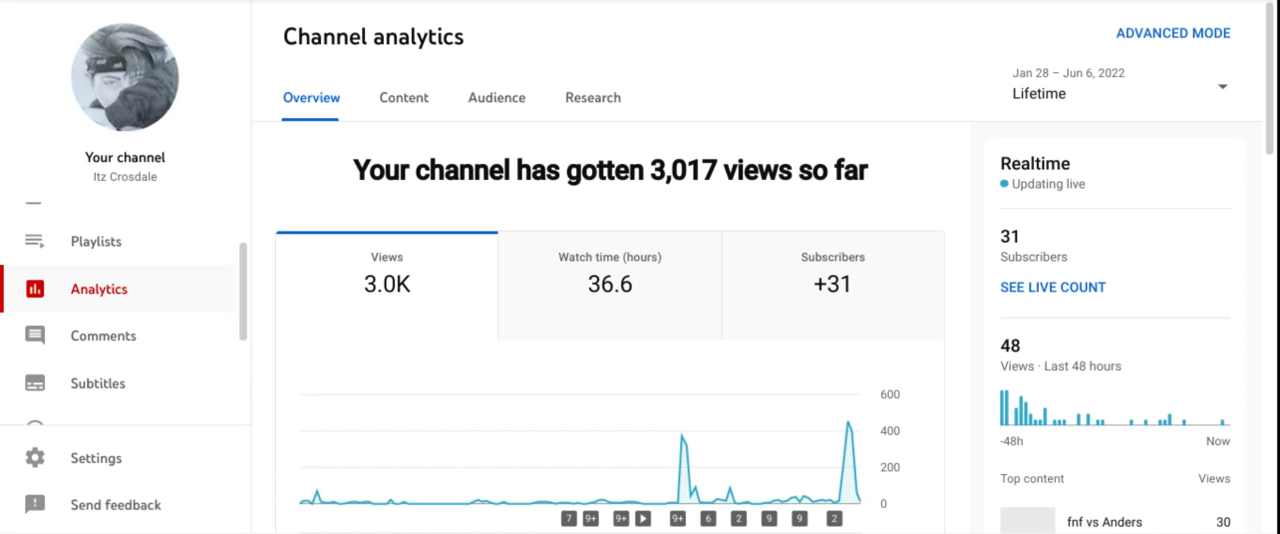 Channel analytics
ADVANCED MODE
Jan 28 – Jun 6, 2022
Lifetime
Overview
Content
Audience
Research
Your channel
Itz Crosdale
Playlists
Analytics
Comments
Subtitles
Settings
Send feedback
Your channel has gotten 3,017 views so far
Views
3.0K
Watch time (hours)
36.6
Subscribers
+31
600
400
200
0
7 9+ 9+ 9+ 6 2 9 9 2
Realtime
Updating live
31
Subscribers
SEE LIVE COUNT
48
Views · Last 48 hours
-48h Now
Top content Views
fnf vs Anders 30